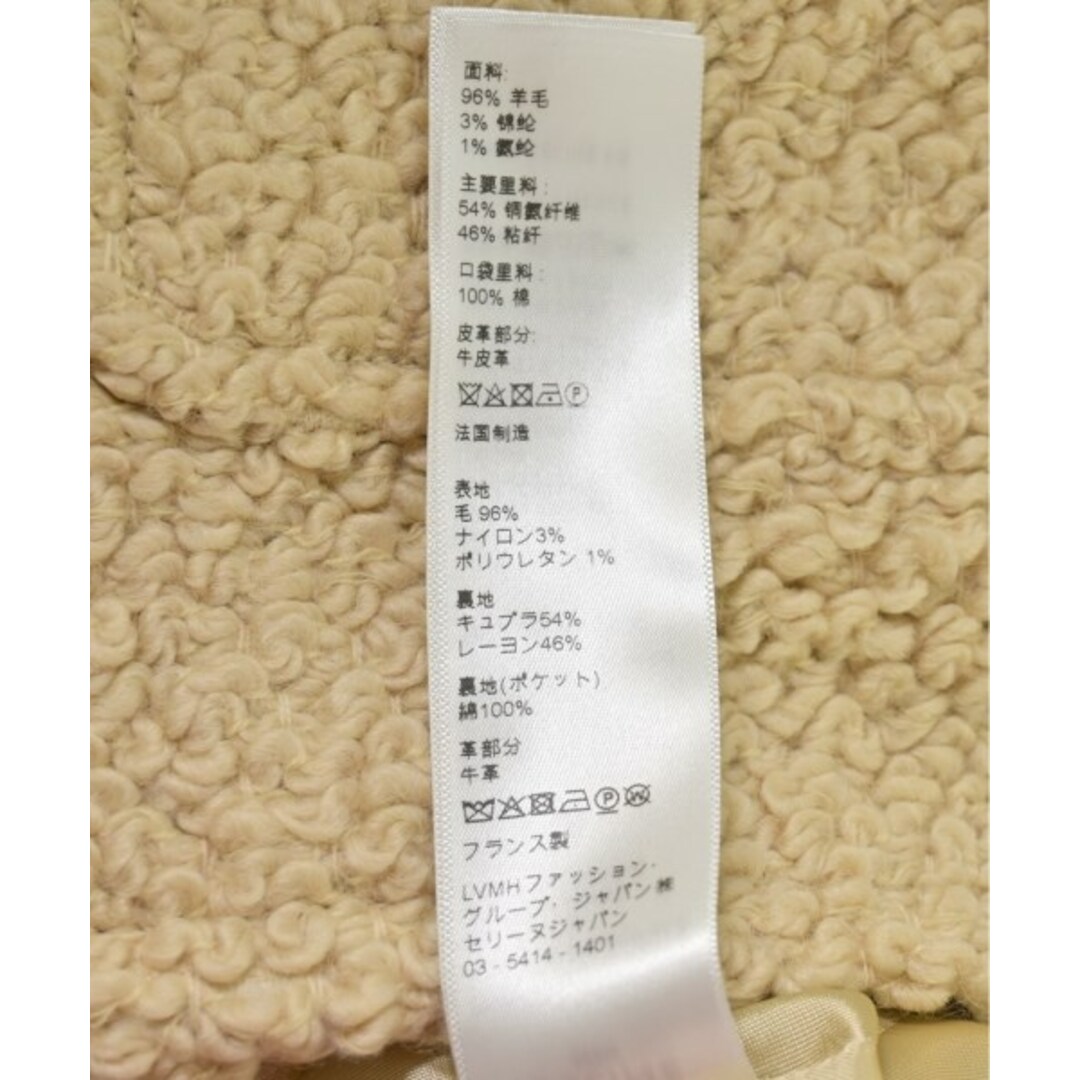 面料:
96% 羊毛
3% 锦纶
1% 氨纶
主要里料:
54% 铜氨纤维
46% 粘纤
口袋里料:
100% 棉
皮革部分:
牛皮革
P
法国制造
表地
毛 96%
ナイロン3%
ポリウレタン 1%
裏地
キュプラ54%
レーヨン46%
裏地(ポケット)
綿100%
革部分
牛革
P W
フランス製
LVMHファッション・
グループ・ジャパン㈱
セリーヌジャパン
03 - 5414 - 1401